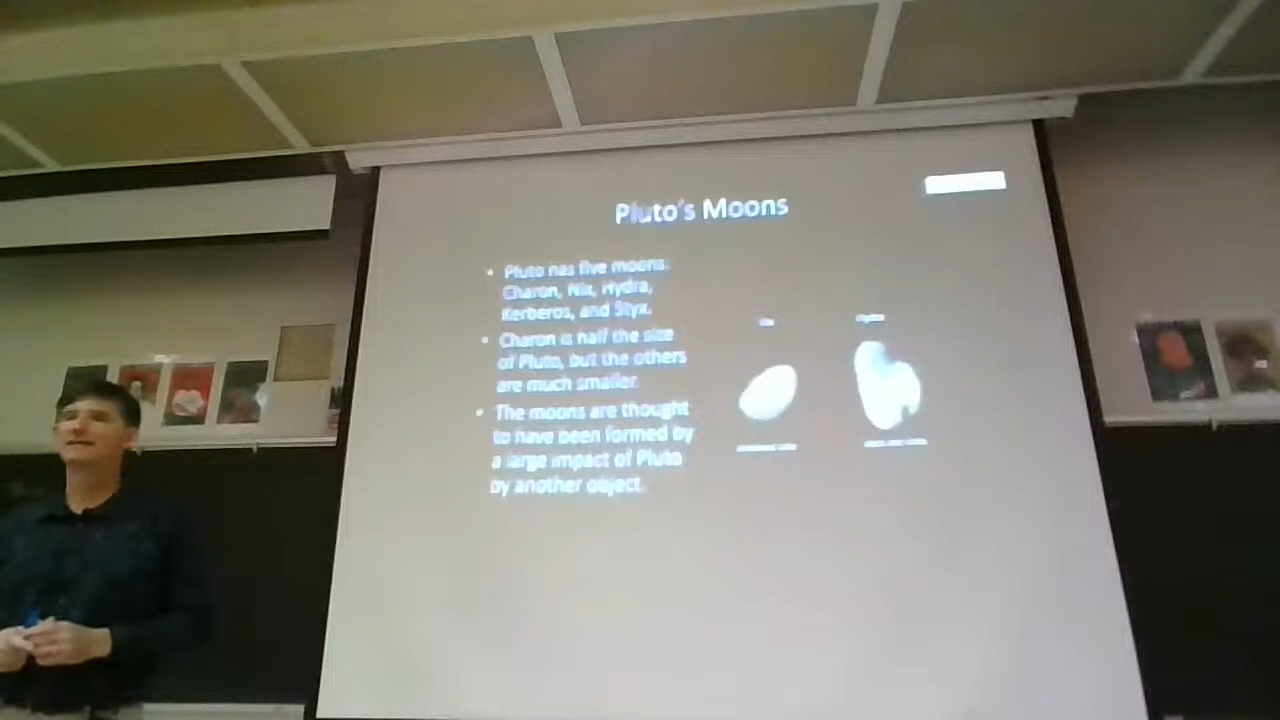 Pluto's Moons
• Pluto has five moons:
Charon, Nix, Hydra,
Kerberos, and Styx.
• Charon is half the size
of Pluto, but the others
are much smaller.
• The moons are thought
to have been formed by
a large impact of Pluto
by another object.
Hydra